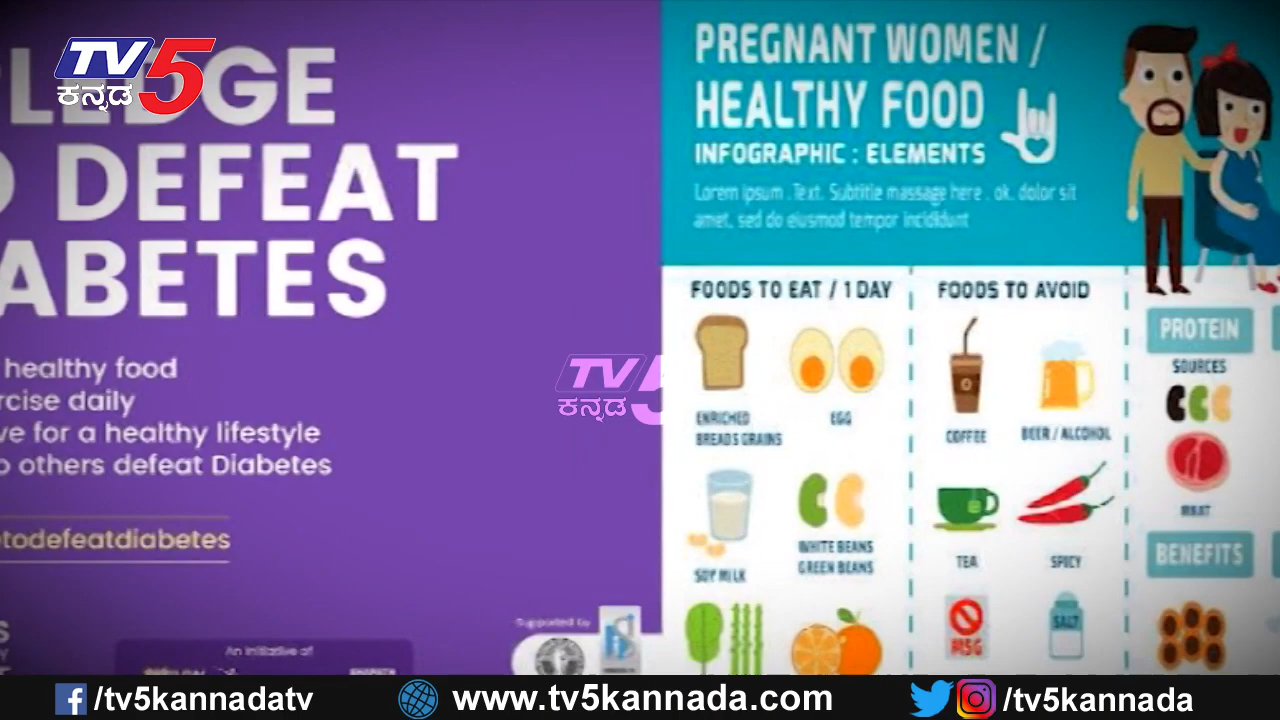 TV5
ಕನ್ನಡ
PLEDGE
O DEFEAT
ABETES
healthy food
rcise daily
ve for a healthy lifestyle
o others defeat Diabetes
etodefeatdiabetes
Supported by
An initiative of
TV5
ಕನ್ನಡ
PREGNANT WOMEN /
HEALTHY FOOD
INFOGRAPHIC : ELEMENTS
Lorem ipsum . Text. Subtitle massage here . ok. dolor sit
amet, sed do eiusmod tempor incididunt
FOODS TO EAT / 1 DAY
FOODS TO AVOID
ENRICHED
BREADS GRAINS
EGG
SOY MILK
WHITE BEANS
GREEN BEANS
COFFEE
BEER / ALCOHOL
TEA
SPICY
MSG
SALT
PROTEIN
SOURCES
MEAT
BENEFITS
/tv5kannadatv
www.tv5kannada.com
/tv5kannada